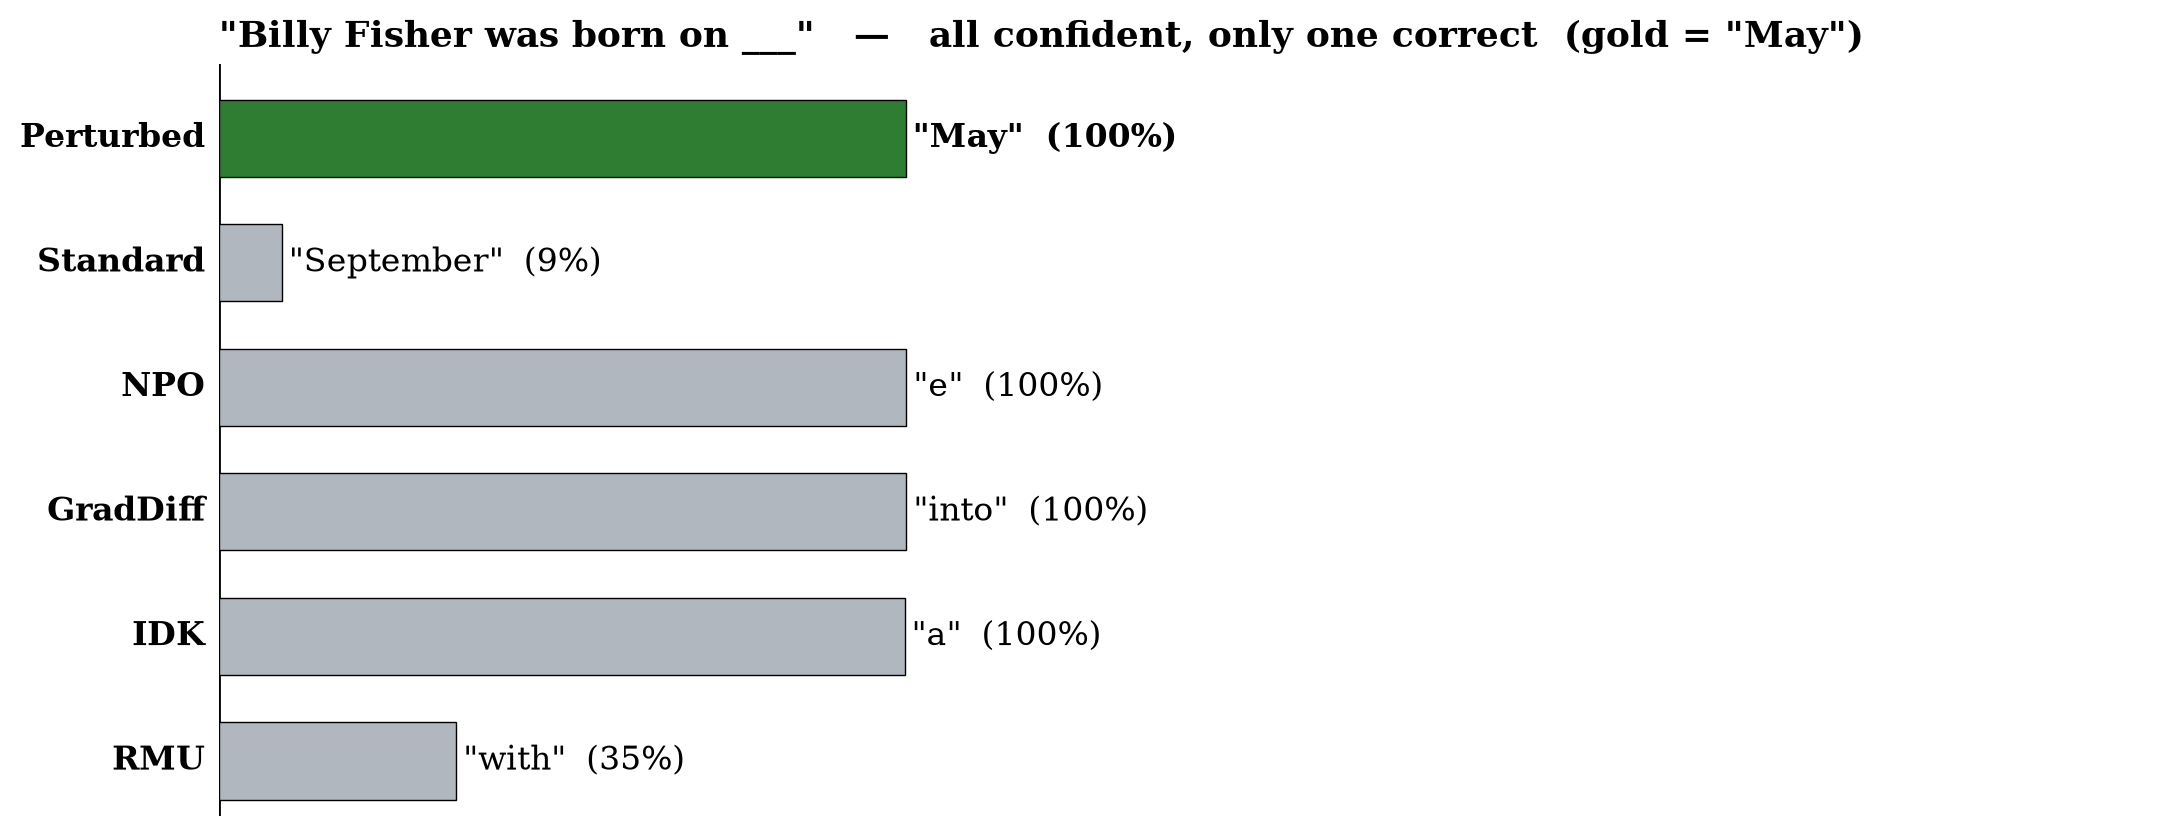 "Billy Fisher was born on ___" — all confident, only one correct (gold = "May")
Perturbed "May" (100%)
Standard "September" (9%)
NPO "e" (100%)
GradDiff "into" (100%)
IDK "a" (100%)
RMU "with" (35%)